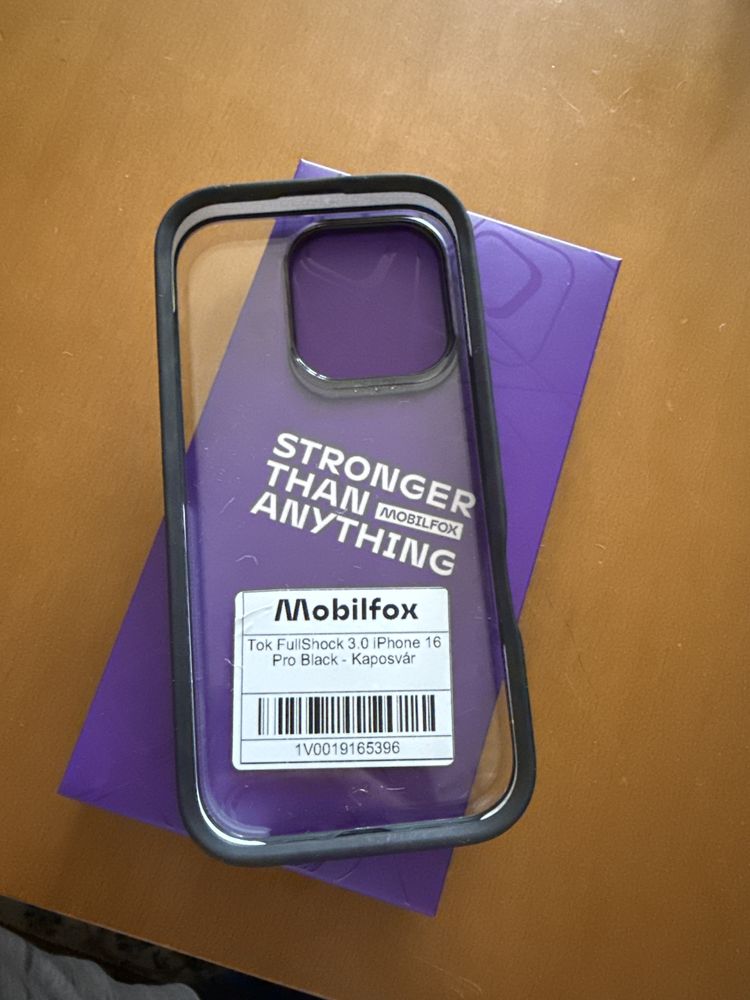 STRONGER
THAN MOBILFOX
ANYTHING
Mobilfox
Tok FullShock 3.0 iPhone 16
Pro Black - Kaposvár
1V0019165396